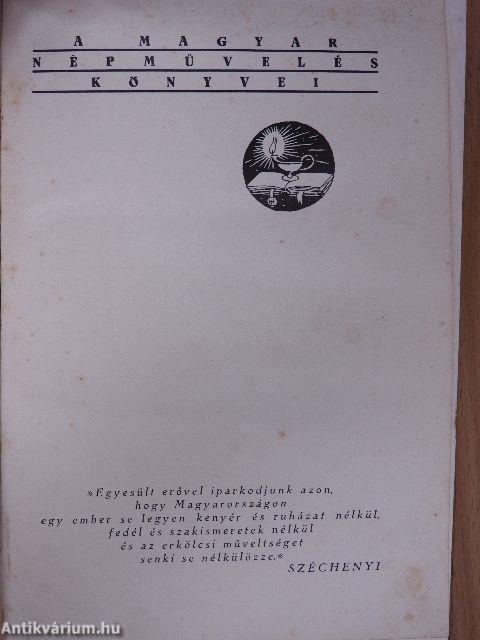 A MAGYAR
NÉPMŰVELÉS
KÖNYVEI
»Egyesült erővel iparkodjunk azon,
hogy Magyarországon
egy ember se legyen kenyér és ruházat nélkül,
fedél és szakismeretek nélkül
és az erkölcsi műveltséget
senki se nélkülözze.«
SZÉCHENYI
Antikvárium.hu